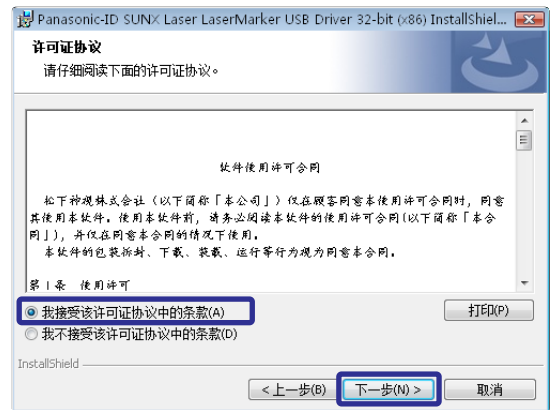 Panasonic-ID SUNX Laser LaserMarker USB Driver 32-bit (x86) InstallShiel...
许可证协议
请仔细阅读下面的许可证协议。
软件使用许可合同
松下神视株式会社（以下简称「本公司」）仅在顾客同意本使用许可合同时，同意
其使用本软件。使用本软件前，请务必阅读本软件的使用许可合同(以下简称「本合
同」)，并仅在同意本合同的情况下使用。
本软件的包装拆封、下载、装载、运行等行为视为同意本合同。
第1条 使用许可
我接受该许可证协议中的条款(A)
打印(P)
我不接受该许可证协议中的条款(D)
InstallShield
<上一步(B)
下一步(N) >
取消